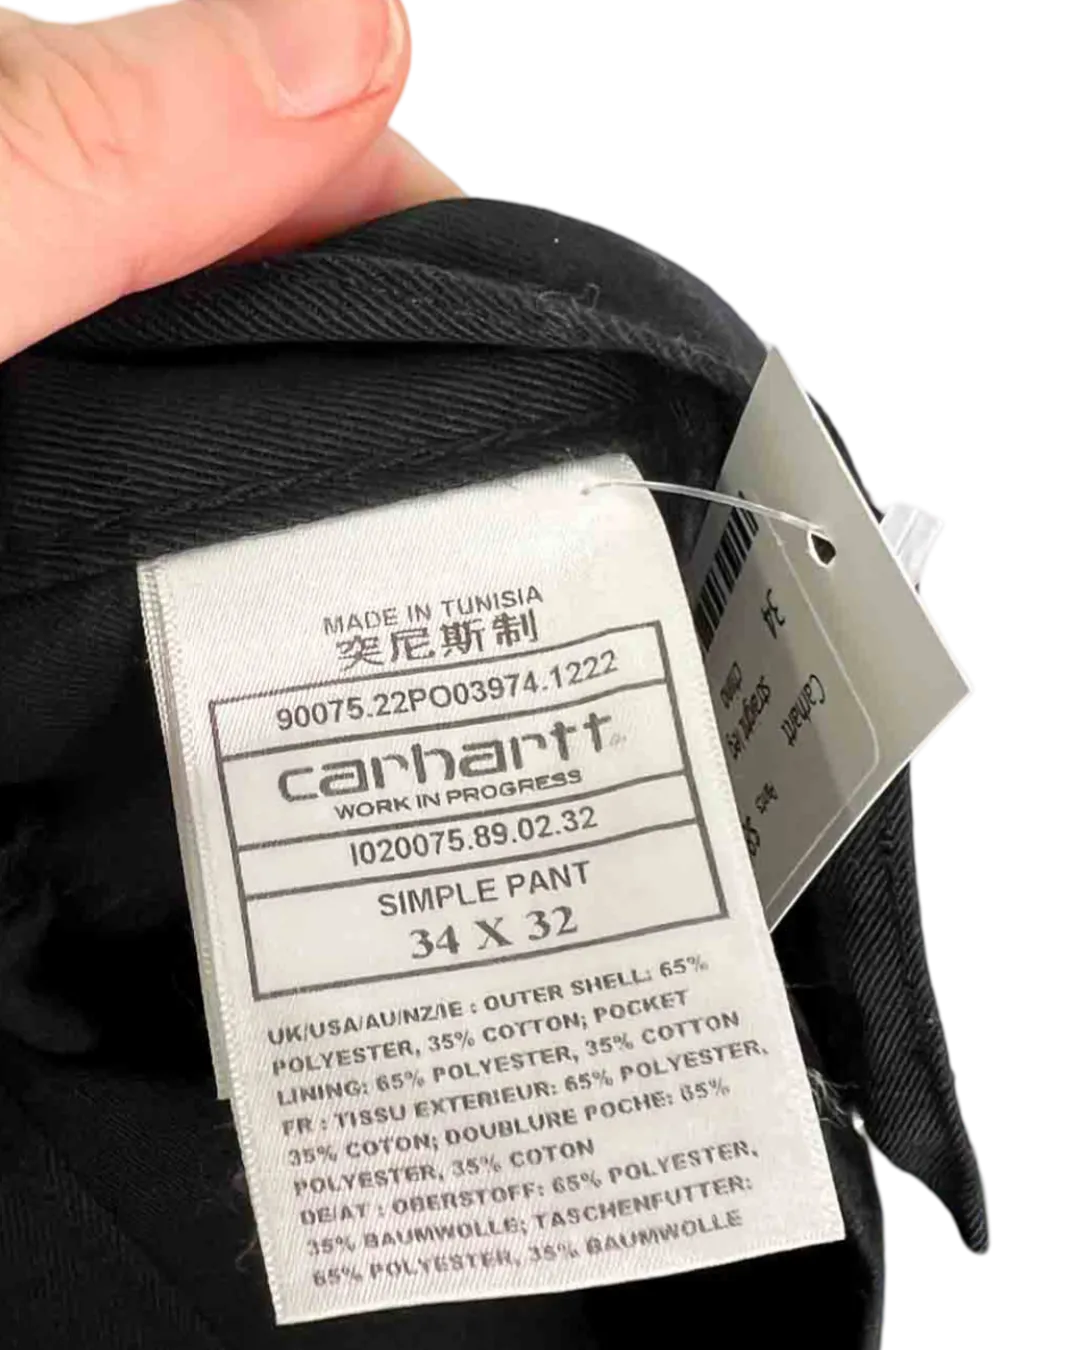 MADE IN TUNISIA
突尼斯制
90075.22PO03974.1222
carhartt
WORK IN PROGRESS
I020075.89.02.32
SIMPLE PANT
34 X 32
UK/USA/AU/NZ/IE : OUTER SHELL: 65%
POLYESTER, 35% COTTON; POCKET
LINING: 65% POLYESTER, 35% COTTON
FR : TISSU EXTERIEUR: 65% POLYESTER,
35% COTON; DOUBLURE POCHE: 65%
POLYESTER, 35% COTON
DE/AT : OBERSTOFF: 65% POLYESTER,
35% BAUMWOLLE; TASCHENFUTTER:
65% POLYESTER, 35% BAUMWOLLE
34
Chino
straight leg
Carhartt